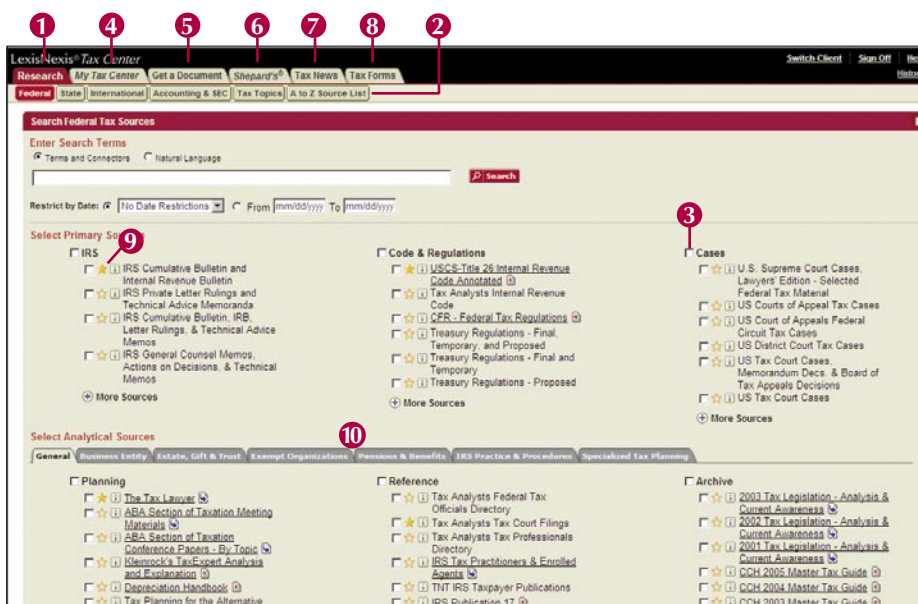 1 4 5 6 7 8 2
LexisNexis® Tax Center
Switch Client Sign Off
Research My Tax Center Get a Document Shepard's® Tax News Tax Forms
Federal State International Accounting & SEC Tax Topics A to Z Source List
Search Federal Tax Sources
Enter Search Terms
Terms and Connectors Natural Language
Search
Restrict by Date: No Date Restrictions From mm/dd/yyyy To mm/dd/yyyy
3
Select Primary
9
IRS
IRS Cumulative Bulletin and
Internal Revenue Bulletin
IRS Private Letter Rulings and
Technical Advice Memoranda
IRS Cumulative Bulletin, IRB,
Letter Rulings, & Technical Advice
Memos
IRS General Counsel Memos,
Actions on Decisions, & Technical
Memos
More Sources
Code & Regulations
USCS-Title 26 Internal Revenue
Code Annotated
Tax Analysts Internal Revenue
Code
CFR - Federal Tax Regulations
Treasury Regulations - Final,
Temporary, and Proposed
Treasury Regulations - Final and
Temporary
Treasury Regulations - Proposed
More Sources
Cases
U.S. Supreme Court Cases,
Lawyers' Edition - Selected
Federal Tax Material
US Courts of Appeal Tax Cases
US Court of Appeals Federal
Circuit Tax Cases
US District Court Tax Cases
US Tax Court Cases,
Memorandum Decs. & Board of
Tax Appeals Decisions
US Tax Court Cases
More Sources
Select Analytical Sources
10
General Business Entity Estate, Gift & Trust Exempt Organizations Pensions & Benefits IRS Practice & Procedures Specialized Tax Planning
Planning
The Tax Lawyer
ABA Section of Taxation Meeting
Materials
ABA Section of Taxation
Conference Papers - By Topic
Kleinrock's TaxExpert Analysis
and Explanation
Depreciation Handbook
Tax Planning for the Alternative
Reference
Tax Analysts Federal Tax
Officials Directory
Tax Analysts Tax Court Filings
Tax Analysts Tax Professionals
Directory
IRS Tax Practitioners & Enrolled
Agents
TNT IRS Taxpayer Publications
IRS Publication 17
Archive
2003 Tax Legislation - Analysis &
Current Awareness
2002 Tax Legislation - Analysis &
Current Awareness
2001 Tax Legislation - Analysis &
Current Awareness
CCH 2005 Master Tax Guide
CCH 2004 Master Tax Guide
CCH 2003 Master Tax Guide